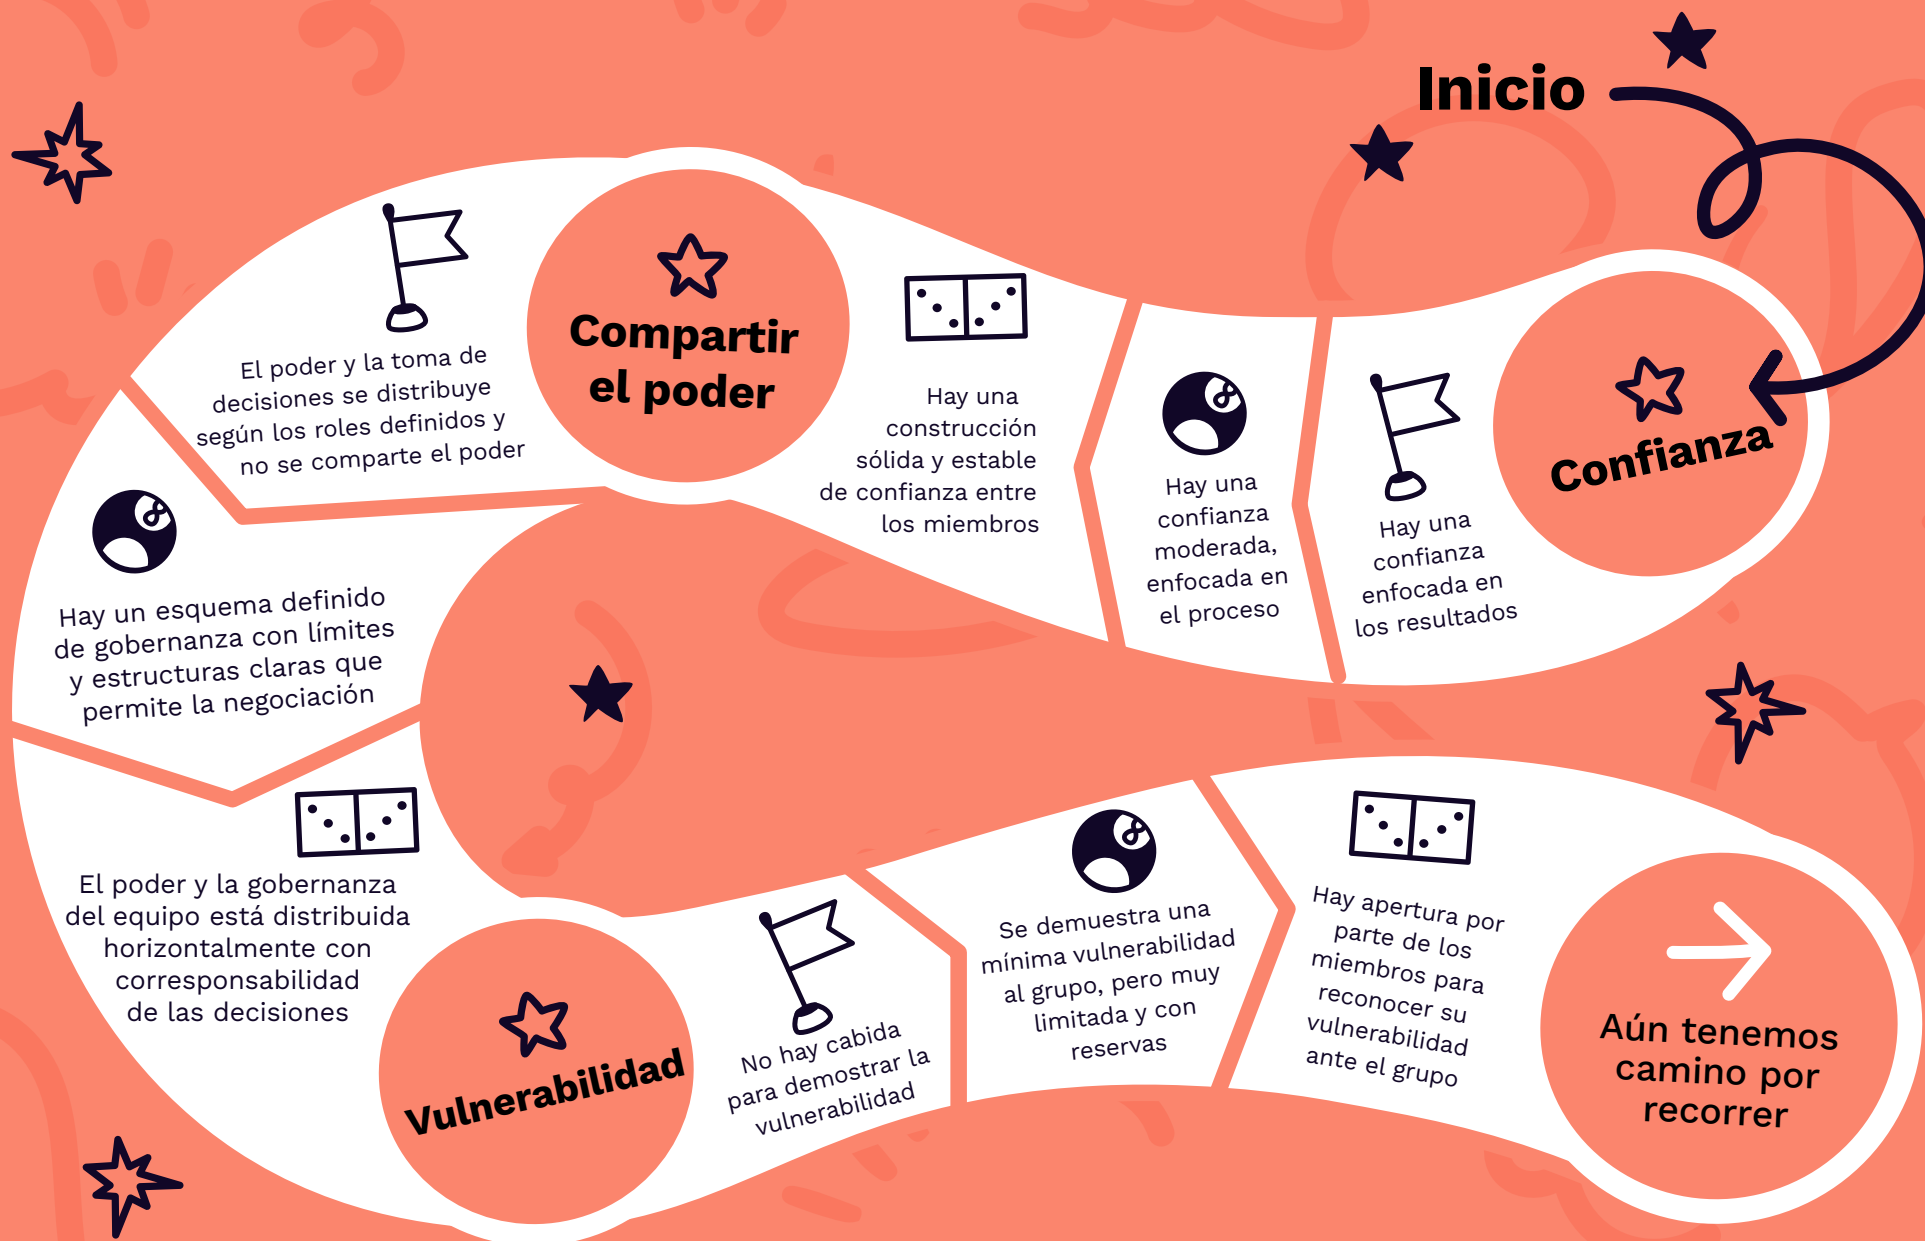 Inicio
Confianza
Hay una
confianza
enfocada en
los resultados
Hay una
confianza
moderada,
enfocada en
el proceso
Hay una
construcción
sólida y estable
de confianza entre
los miembros
Compartir
el poder
El poder y la toma de
decisiones se distribuye
según los roles definidos y
no se comparte el poder
8
Hay un esquema definido
de gobernanza con límites
y estructuras claras que
permite la negociación
El poder y la gobernanza
del equipo está distribuida
horizontalmente con
corresponsabilidad
de las decisiones
Vulnerabilidad
No hay cabida
para demostrar la
vulnerabilidad
8
Se demuestra una
mínima vulnerabilidad
al grupo, pero muy
limitada y con
reservas
Hay apertura por
parte de los
miembros para
reconocer su
vulnerabilidad
ante el grupo
Aún tenemos
camino por
recorrer